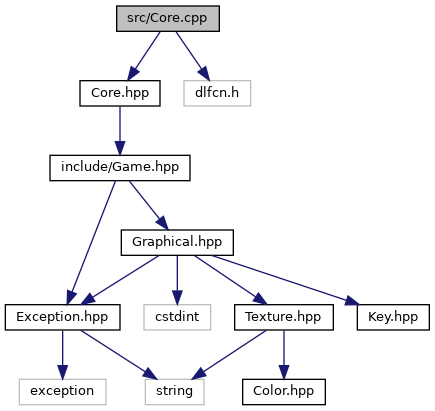 src/Core.cpp
Core.hpp
dlfcn.h
include/Game.hpp
Graphical.hpp
Exception.hpp
cstdint
Texture.hpp
Key.hpp
exception
string
Color.hpp